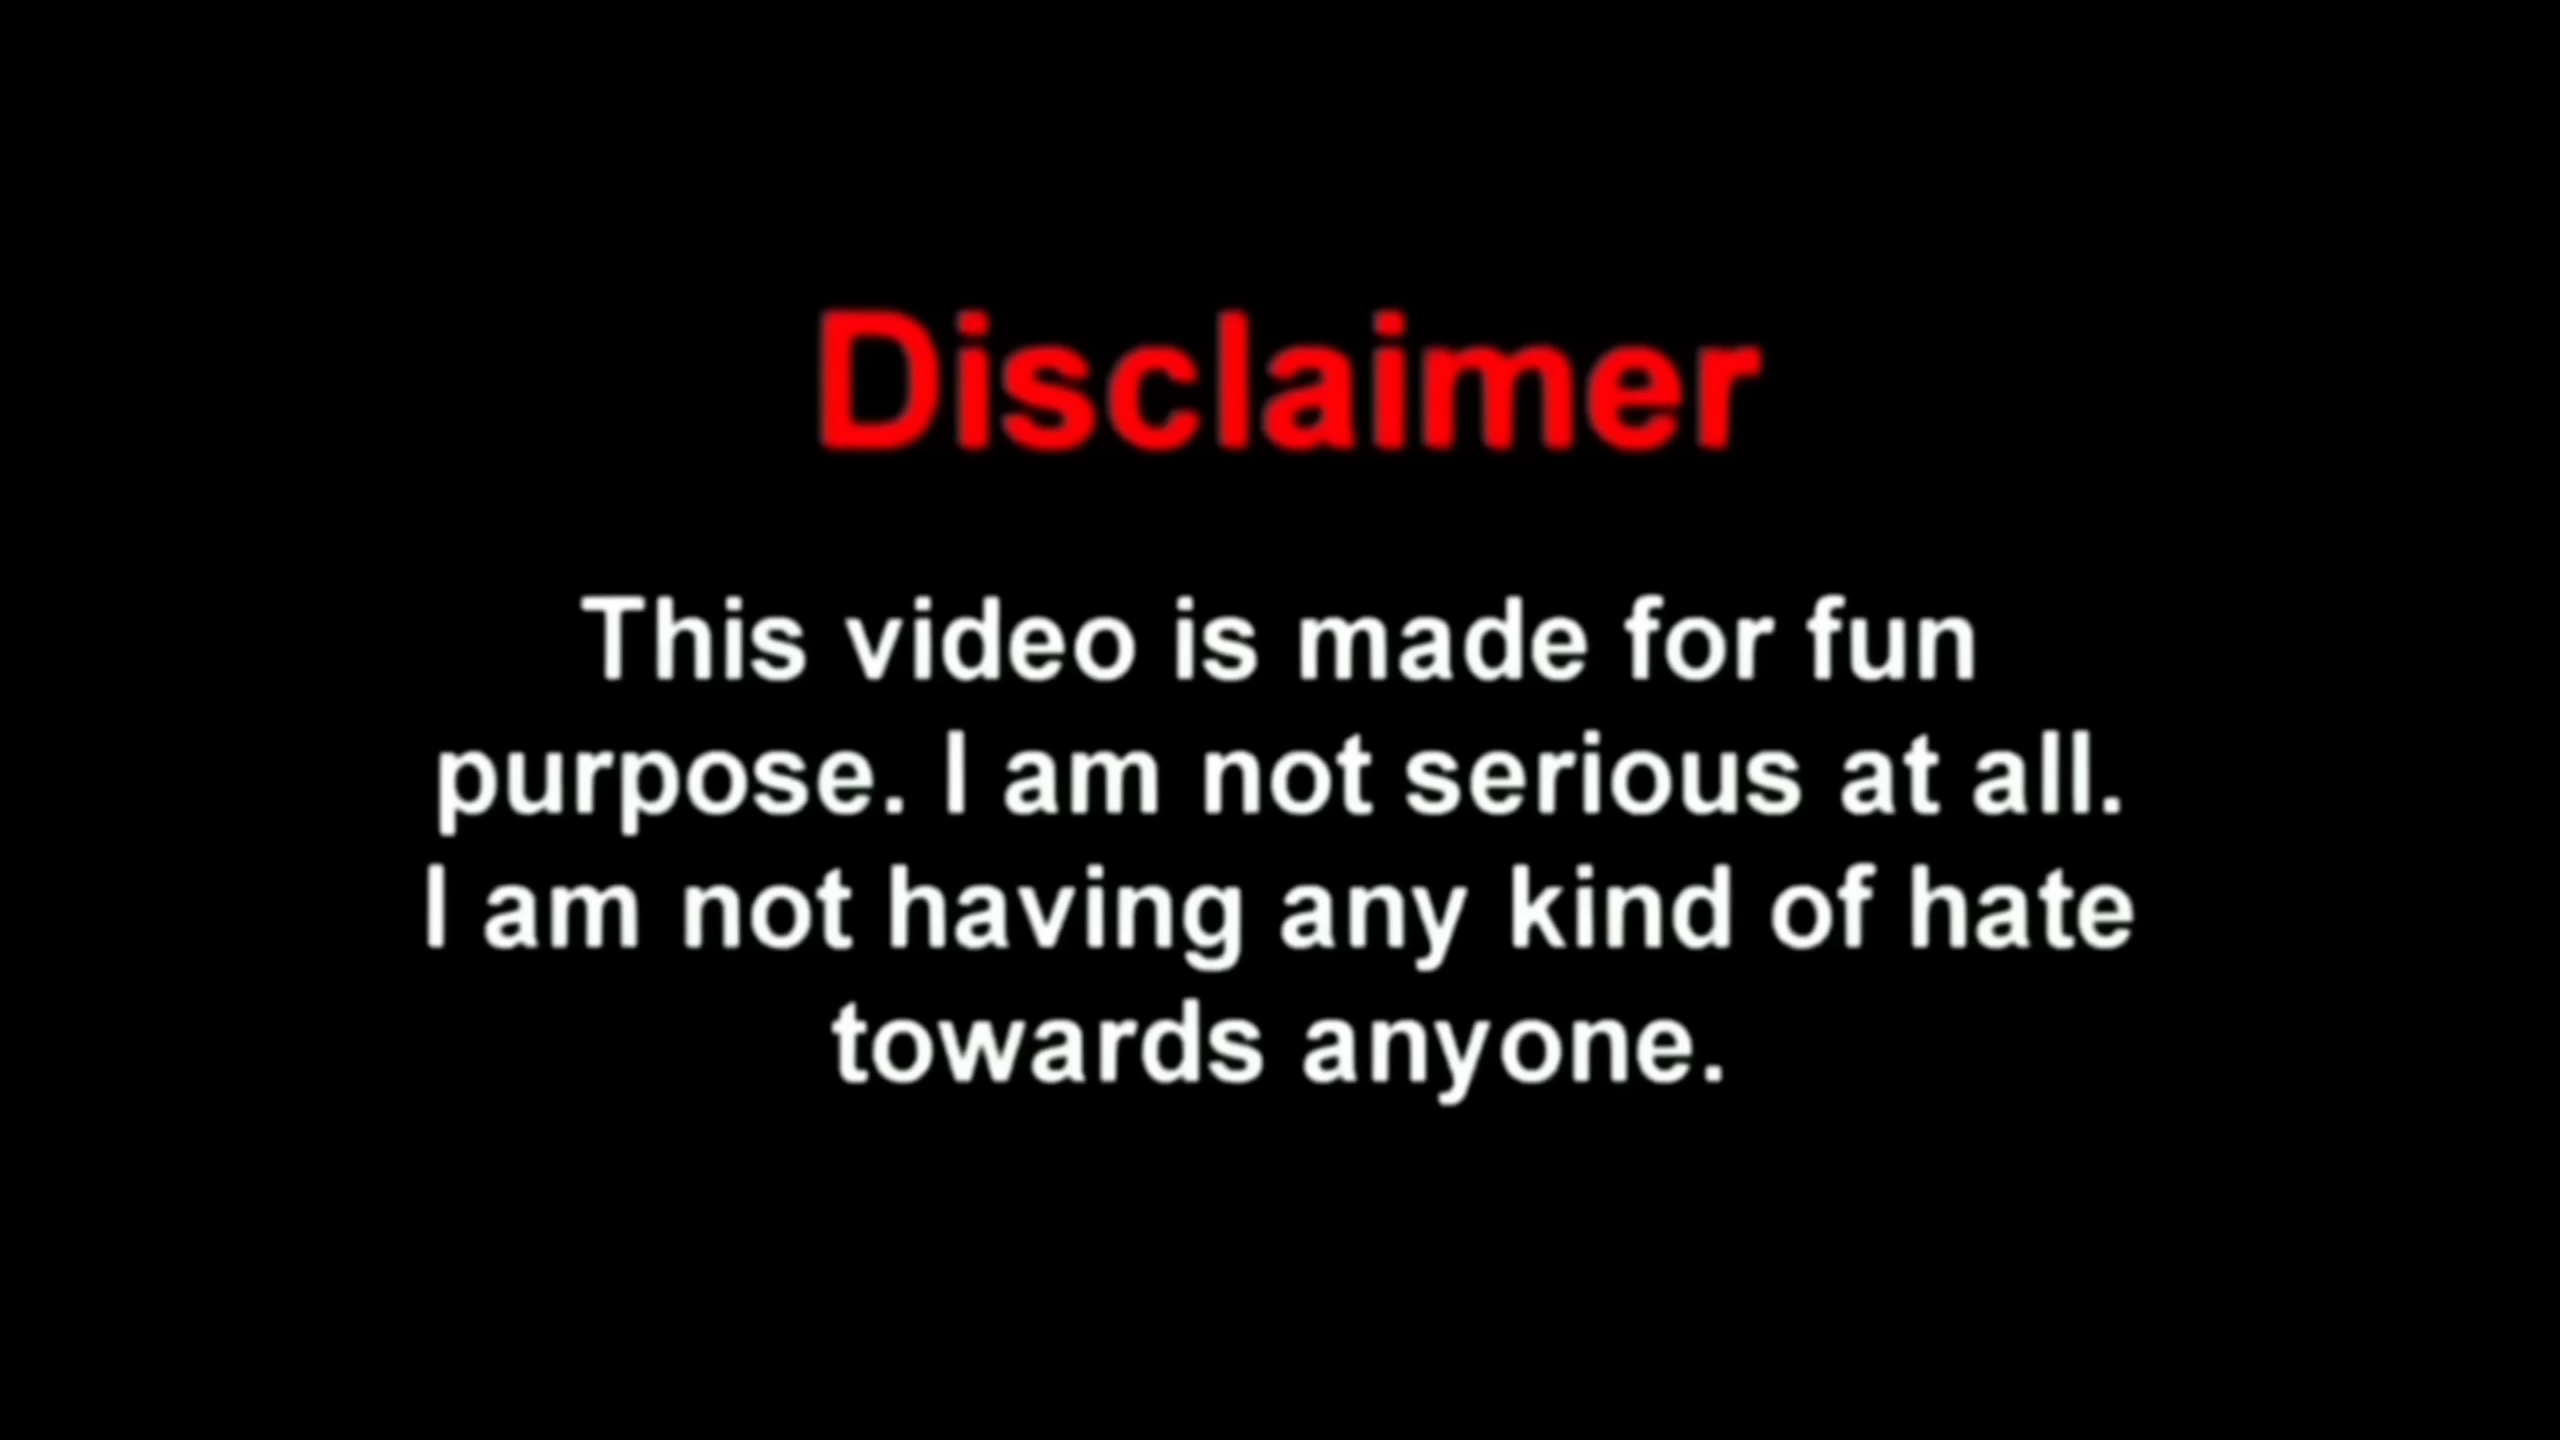 Disclaimer
This video is made for fun
purpose. I am not serious at all.
I am not having any kind of hate
towards anyone.